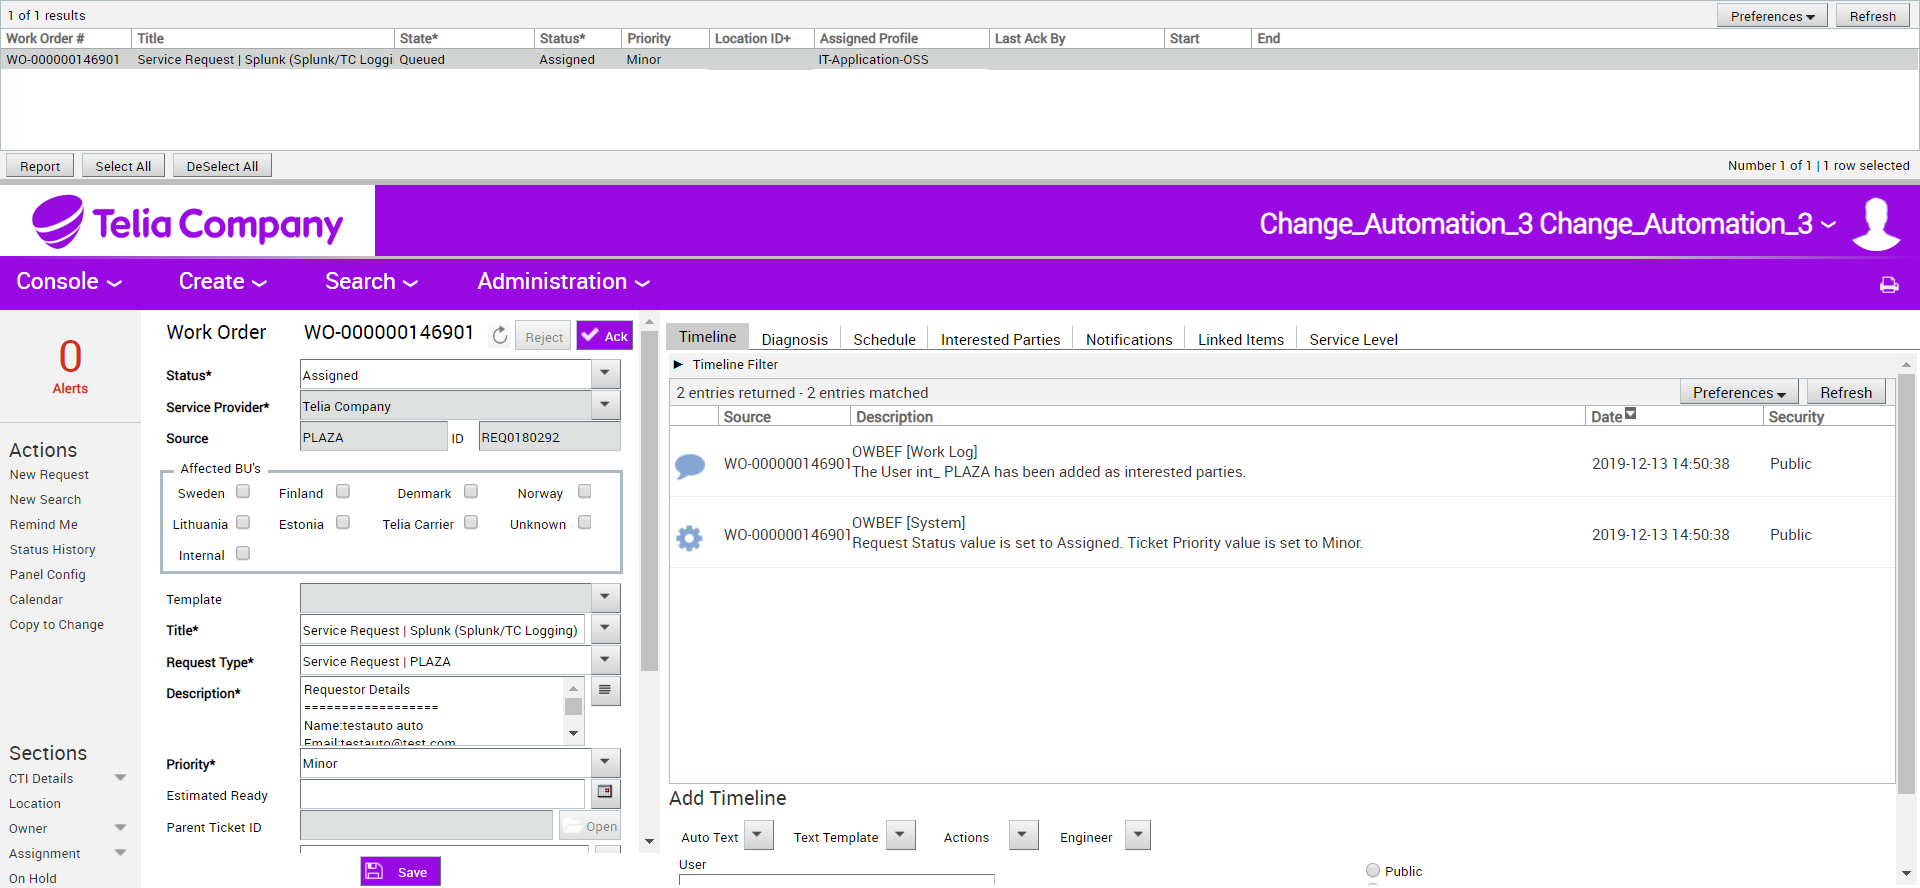 1 of 1 results
Preferences
Refresh
Work Order # Title State* Status* Priority Location ID+ Assigned Profile Last Ack By Start End
WO-000000146901 Service Request | Splunk (Splunk/TC Loggi Queued Assigned Minor IT-Application-OSS
Report Select All DeSelect All
Number 1 of 1 | 1 row selected
Telia Company
Change_Automation_3 Change_Automation_3
Console Create Search Administration
0
Alerts
Actions
New Request
New Search
Remind Me
Status History
Panel Config
Calendar
Copy to Change
Sections
CTI Details
Location
Owner
Assignment
On Hold
Work Order WO-000000146901 Reject Ack
Status* Assigned
Service Provider* Telia Company
Source PLAZA ID REQ0180292
Affected BU's
Sweden Finland Denmark Norway
Lithuania Estonia Telia Carrier Unknown
Internal
Template
Title* Service Request | Splunk (Splunk/TC Logging)
Request Type* Service Request | PLAZA
Description* Requestor Details
==================
Name:testauto auto
Email:testauto@test.com
Priority* Minor
Estimated Ready
Parent Ticket ID Open
Save
Timeline Diagnosis Schedule Interested Parties Notifications Linked Items Service Level
Timeline Filter
2 entries returned - 2 entries matched
Preferences Refresh
Source Description Date Security
WO-000000146901 OWBEF [Work Log]
The User int_ PLAZA has been added as interested parties. 2019-12-13 14:50:38 Public
WO-000000146901 OWBEF [System]
Request Status value is set to Assigned. Ticket Priority value is set to Minor. 2019-12-13 14:50:38 Public
Add Timeline
Auto Text Text Template Actions Engineer
User
Public